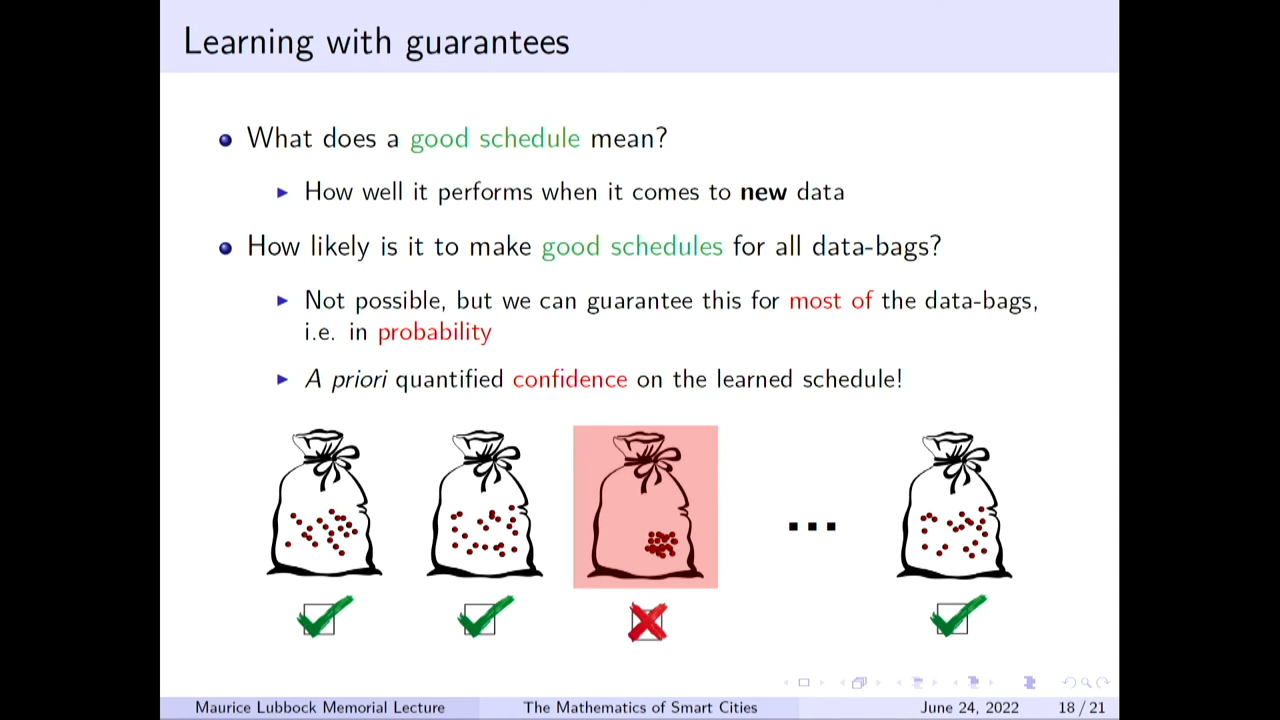 Learning with guarantees
What does a good schedule mean?
How well it performs when it comes to new data
How likely is it to make good schedules for all data-bags?
Not possible, but we can guarantee this for most of the data-bags,
i.e. in probability
A priori quantified confidence on the learned schedule!
...
Maurice Lubbock Memorial Lecture The Mathematics of Smart Cities June 24, 2022 18 / 21